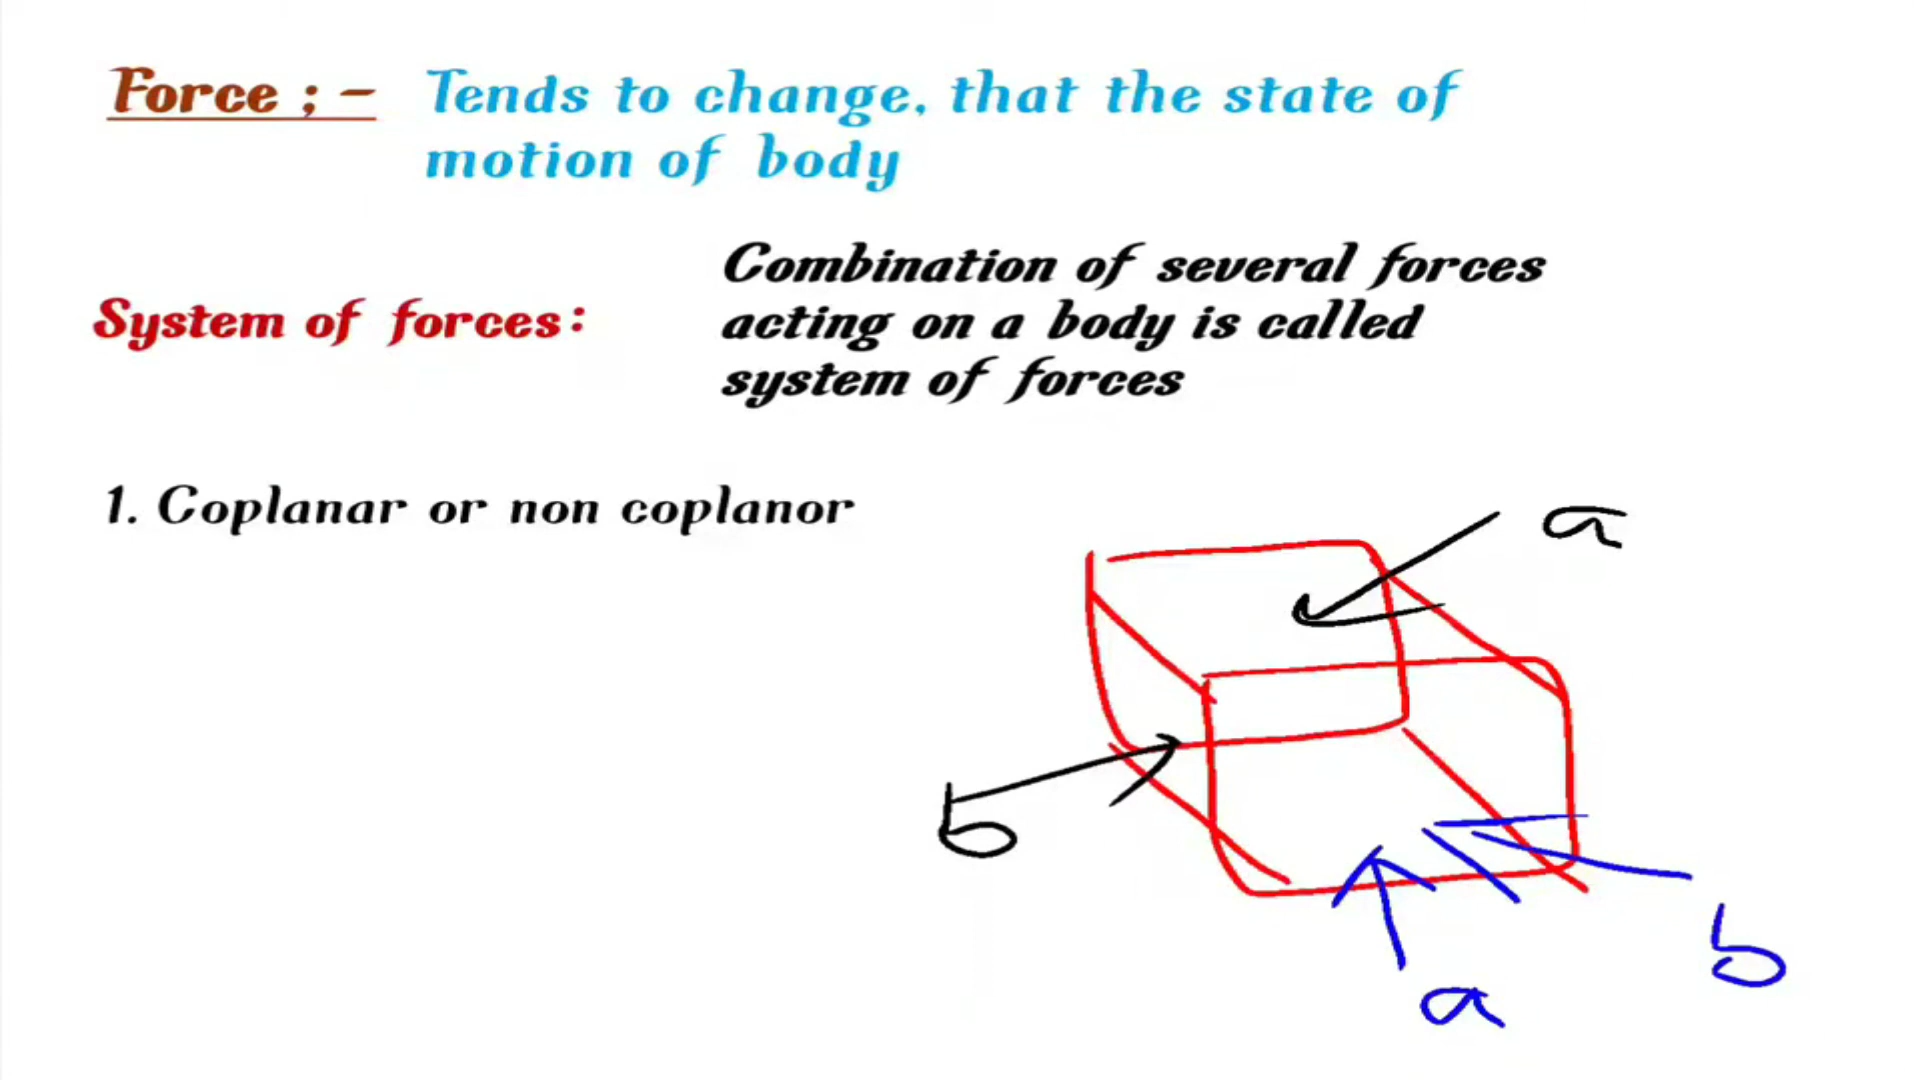 Force ; - Tends to change, that the state of
motion of body
System of forces:
Combination of several forces
acting on a body is called
system of forces
1. Coplanar or non coplanor
a
b
b
a